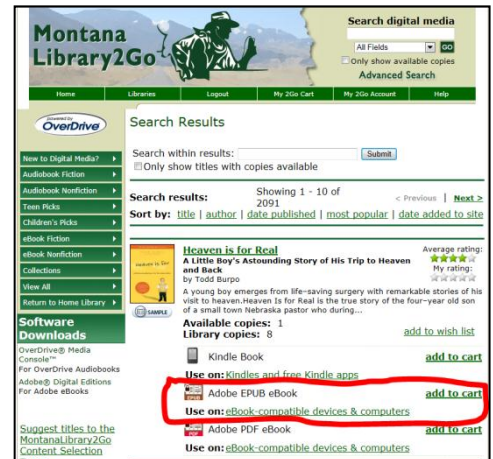 Montana
Library2Go
Search digital media
All Fields
GO
Only show available copies
Advanced Search
Home
Libraries
Logout
My 2Go Cart
My 2Go Account
Help
powered by
OverDrive
New to Digital Media?
Audiobook Fiction
Audiobook Nonfiction
Teen Picks
Children's Picks
eBook Fiction
eBook Nonfiction
Collections
View All
Return to Home Library
Software
Downloads
OverDrive® Media
Console™
For OverDrive Audiobooks
Adobe® Digital Editions
For Adobe eBooks
Suggest titles to the
MontanaLibrary2Go
Content Selection
Search Results
Search within results:
Submit
Only show titles with copies available
Search results:
Showing 1 - 10 of
2091
< Previous | Next >
Sort by: title | author | date published | most popular | date added to site
Heaven is for Real
A Little Boy's Astounding Story of His Trip to Heaven
and Back
by Todd Burpo
Average rating:
My rating:
SAMPLE
A young boy emerges from life-saving surgery with remarkable stories of his
visit to heaven.Heaven Is for Real is the true story of the four-year old son
of a small town Nebraska pastor who during...
Available copies: 1
Library copies: 8
add to wish list
Kindle Book
add to cart
Use on: Kindles and free Kindle apps
EPUB
Adobe EPUB eBook
add to cart
Use on: eBook-compatible devices & computers
PDF
Adobe PDF eBook
add to cart
Use on: eBook-compatible devices & computers